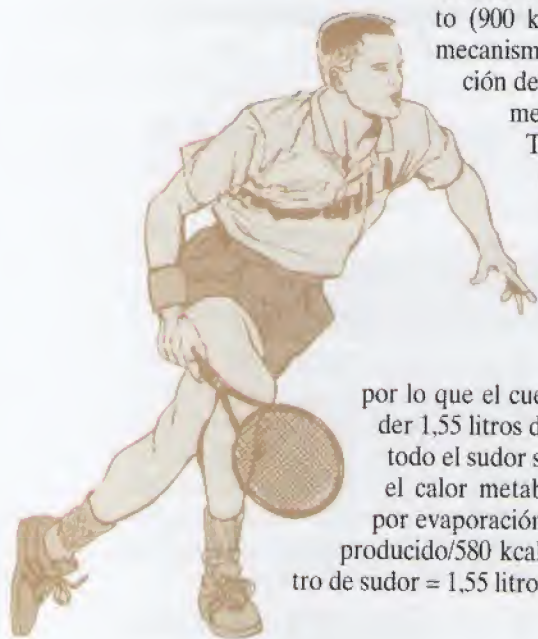 to (900 k
mecanism
ción de
me
T
por lo que el cue
der 1,55 litros d
todo el sudor s
el calor metab
por evaporación
producido/580 kcal
tro de sudor = 1,55 litro